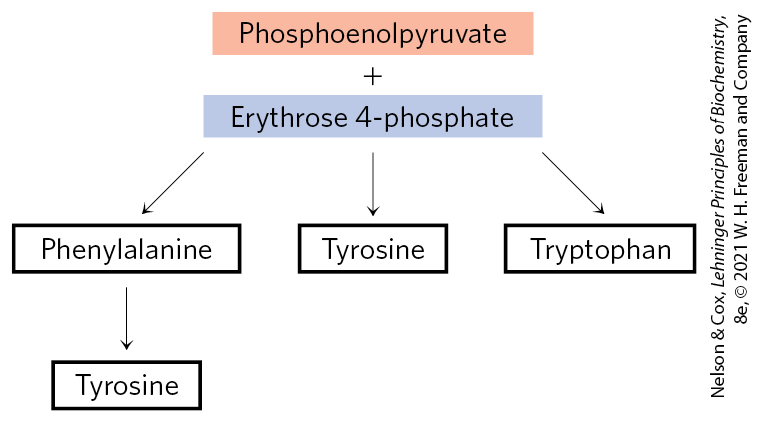 Phosphoenolpyruvate
+
Erythrose 4-phosphate
Phenylalanine
Tyrosine
Tryptophan
Tyrosine
Nelson & Cox, Lehninger Principles of Biochemistry,
8e, © 2021 W. H. Freeman and Company